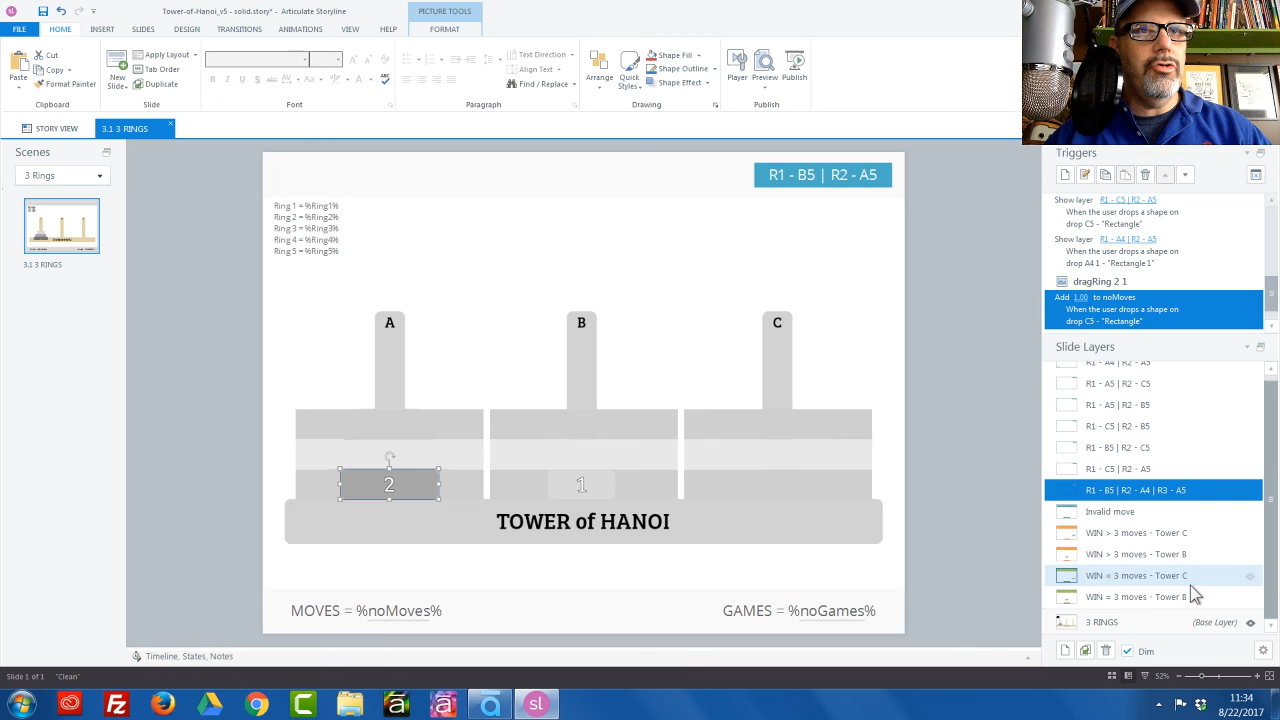 Tower-of-Hanoi_v5 - solid.story* - Articulate Storyline
PICTURE TOOLS
FILE HOME INSERT SLIDES DESIGN TRANSITIONS ANIMATIONS VIEW HELP FORMAT
Cut
Copy
Format Painter
Paste
Clipboard
New Slide
Apply Layout
Tab Order
Duplicate
Slide
B I U S
Font
Text Direction
Align Text
Find / Replace
Paragraph
Arrange
Quick Styles
Shape Fill
Shape Outline
Shape Effect
Drawing
Player
Preview
Publish
Publish
STORY VIEW
3.1 3 RINGS
Scenes
3 Rings
3.1 3 RINGS
R1 - B5 | R2 - A5
Ring 1 = %Ring1%
Ring 2 = %Ring2%
Ring 3 = %Ring3%
Ring 4 = %Ring4%
Ring 5 = %Ring5%
A B C
2 1
TOWER of HANOI
MOVES = %noMoves%
GAMES = %noGames%
Timeline, States, Notes
Triggers
Show layer R1 - C5 | R2 - A5
When the user drops a shape on
drop C5 - "Rectangle"
Show layer R1 - A4 | R2 - A5
When the user drops a shape on
drop A4 1 - "Rectangle 1"
dragRing 2 1
Add 1.00 to noMoves
When the user drops a shape on
drop C5 - "Rectangle"
Slide Layers
R1 - A4 | R2 - A5
R1 - A5 | R2 - C5
R1 - A5 | R2 - B5
R1 - C5 | R2 - B5
R1 - B5 | R2 - C5
R1 - C5 | R2 - A5
R1 - B5 | R2 - A4 | R3 - A5
Invalid move
WIN > 3 moves - Tower C
WIN > 3 moves - Tower B
WIN = 3 moves - Tower C
WIN = 3 moves - Tower B
3 RINGS (Base Layer)
Dim
Slide 1 of 1 "Clean"
52%
11:34
8/22/2017